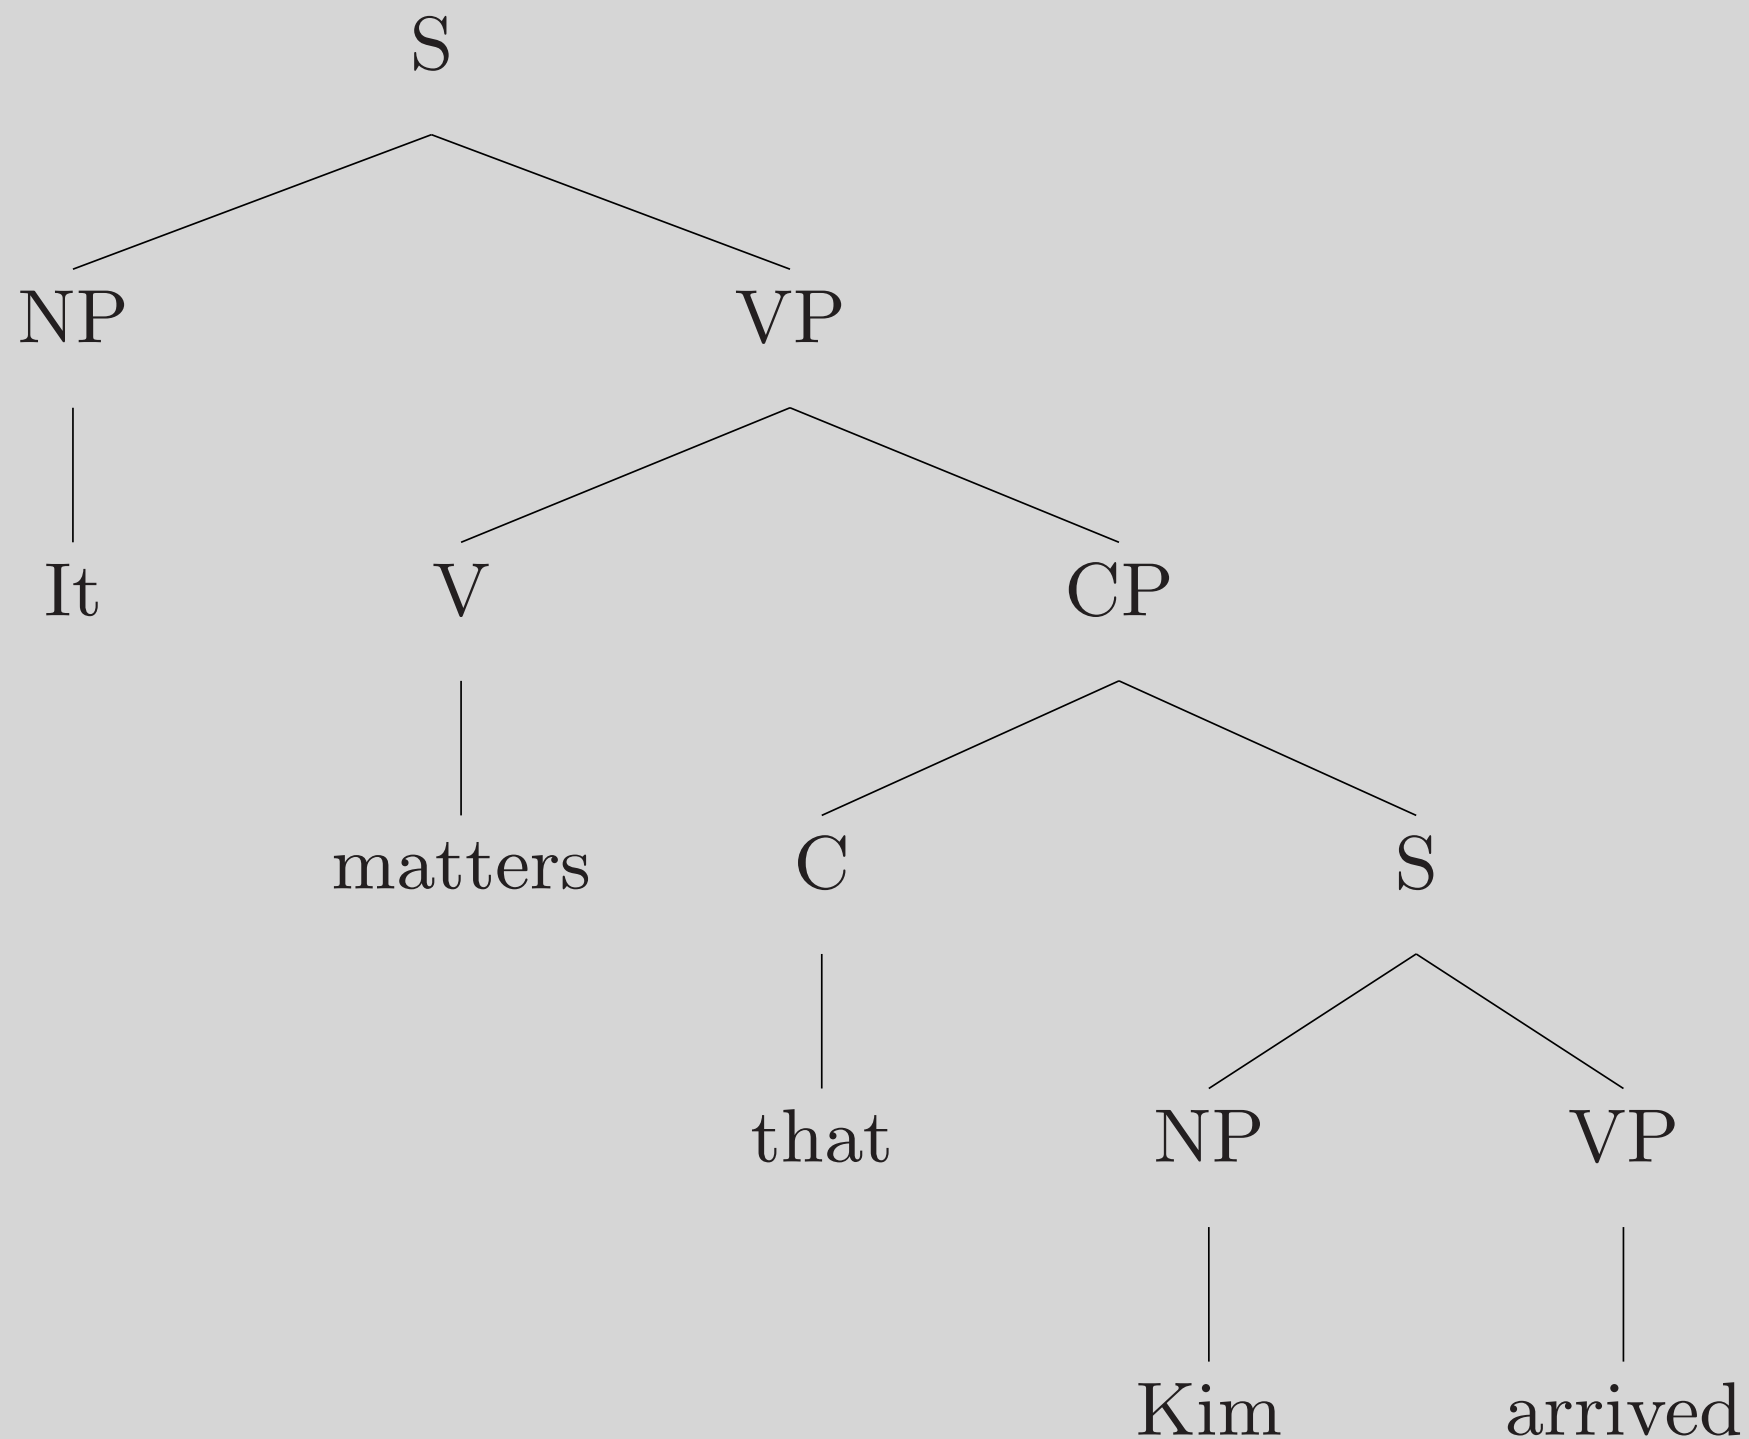 S
NP VP
It V CP
matters C S
that NP VP
Kim arrived